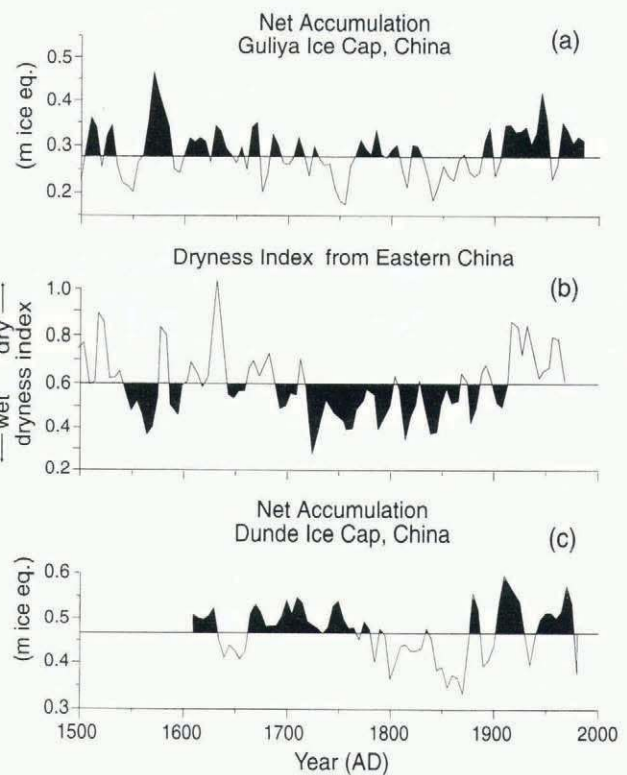 Net Accumulation
Guliya Ice Cap, China
(a)
(m ice eq.)
0.5
0.4
0.3
0.2
Dryness Index from Eastern China
(b)
←wet dry→
dryness index
1.0
0.8
0.6
0.4
0.2
Net Accumulation
Dunde Ice Cap, China
(c)
(m ice eq.)
0.6
0.5
0.4
0.3
1500 1600 1700 1800 1900 2000
Year (AD)